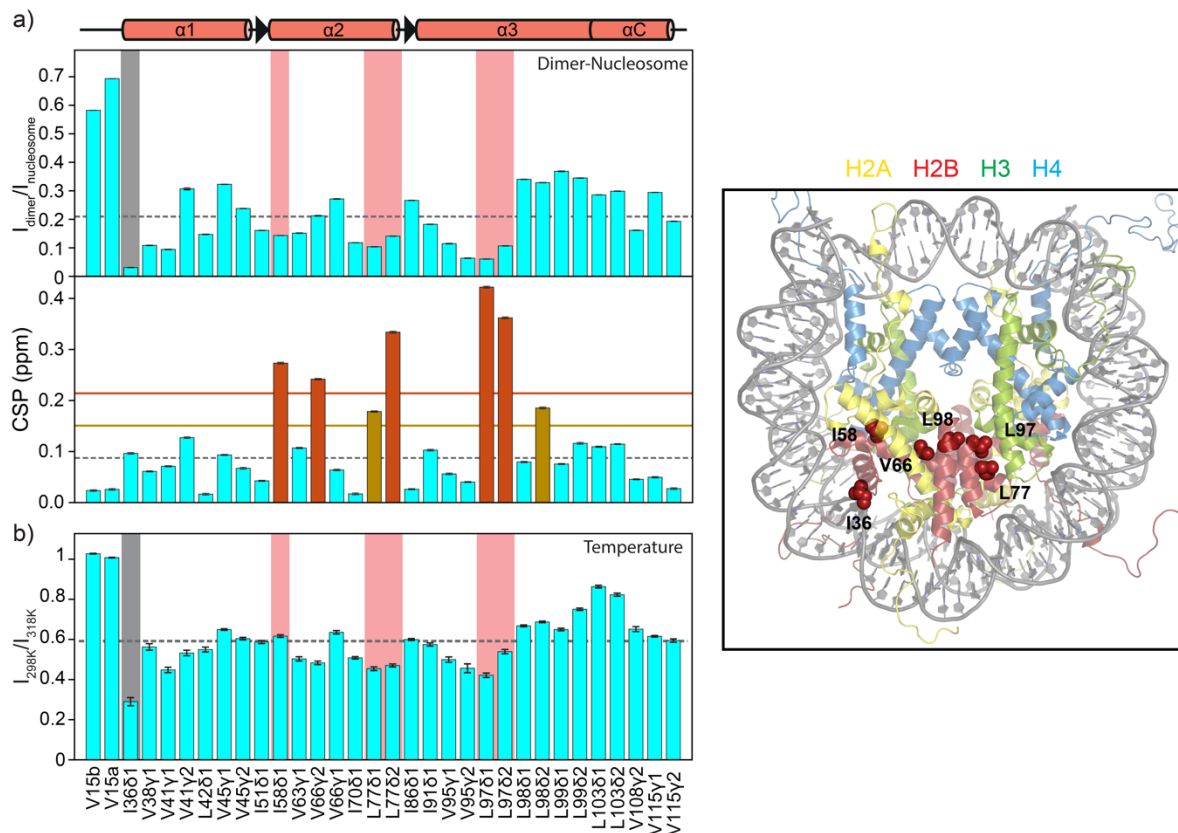 a)
α1 α2 α3 αC
Dimer-Nucleosome
I_dimer/I_nucleosome
0.7
0.6
0.5
0.4
0.3
0.2
0.1
0
CSP (ppm)
0.4
0.3
0.2
0.1
0.0
b)
Temperature
I_298K/I_318K
1
0.8
0.6
0.4
0.2
0
V15b V15a I36δ1 V38γ1 V41γ1 V41γ2 L42δ1 V45γ1 V45γ2 I51δ1 I58δ1 V63γ1 V66γ2 V66γ1 I70δ1 L77δ1 L77δ2 I86δ1 I91δ1 V95γ1 V95γ2 L97δ1 L97δ2 L98δ1 L98δ2 L99δ1 L99δ2 L103δ1 L103δ2 V108γ2 V115γ1 V115γ2
H2A H2B H3 H4
I58 L98 L97
V66
L77
I36